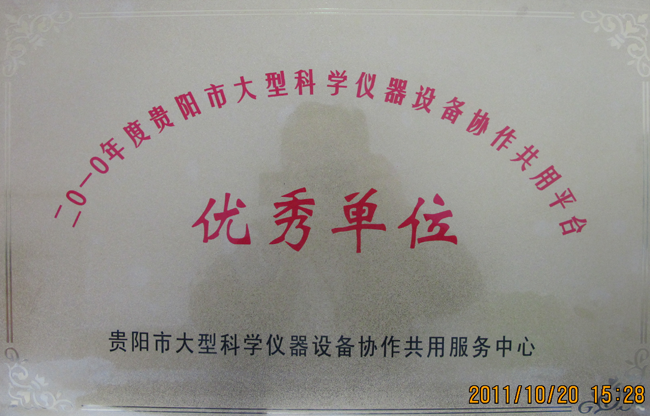 二0一0年度贵阳市大型科学仪器设备协作共用平台
优秀单位
贵阳市大型科学仪器设备协作共用服务中心
2011/10/20 15:28